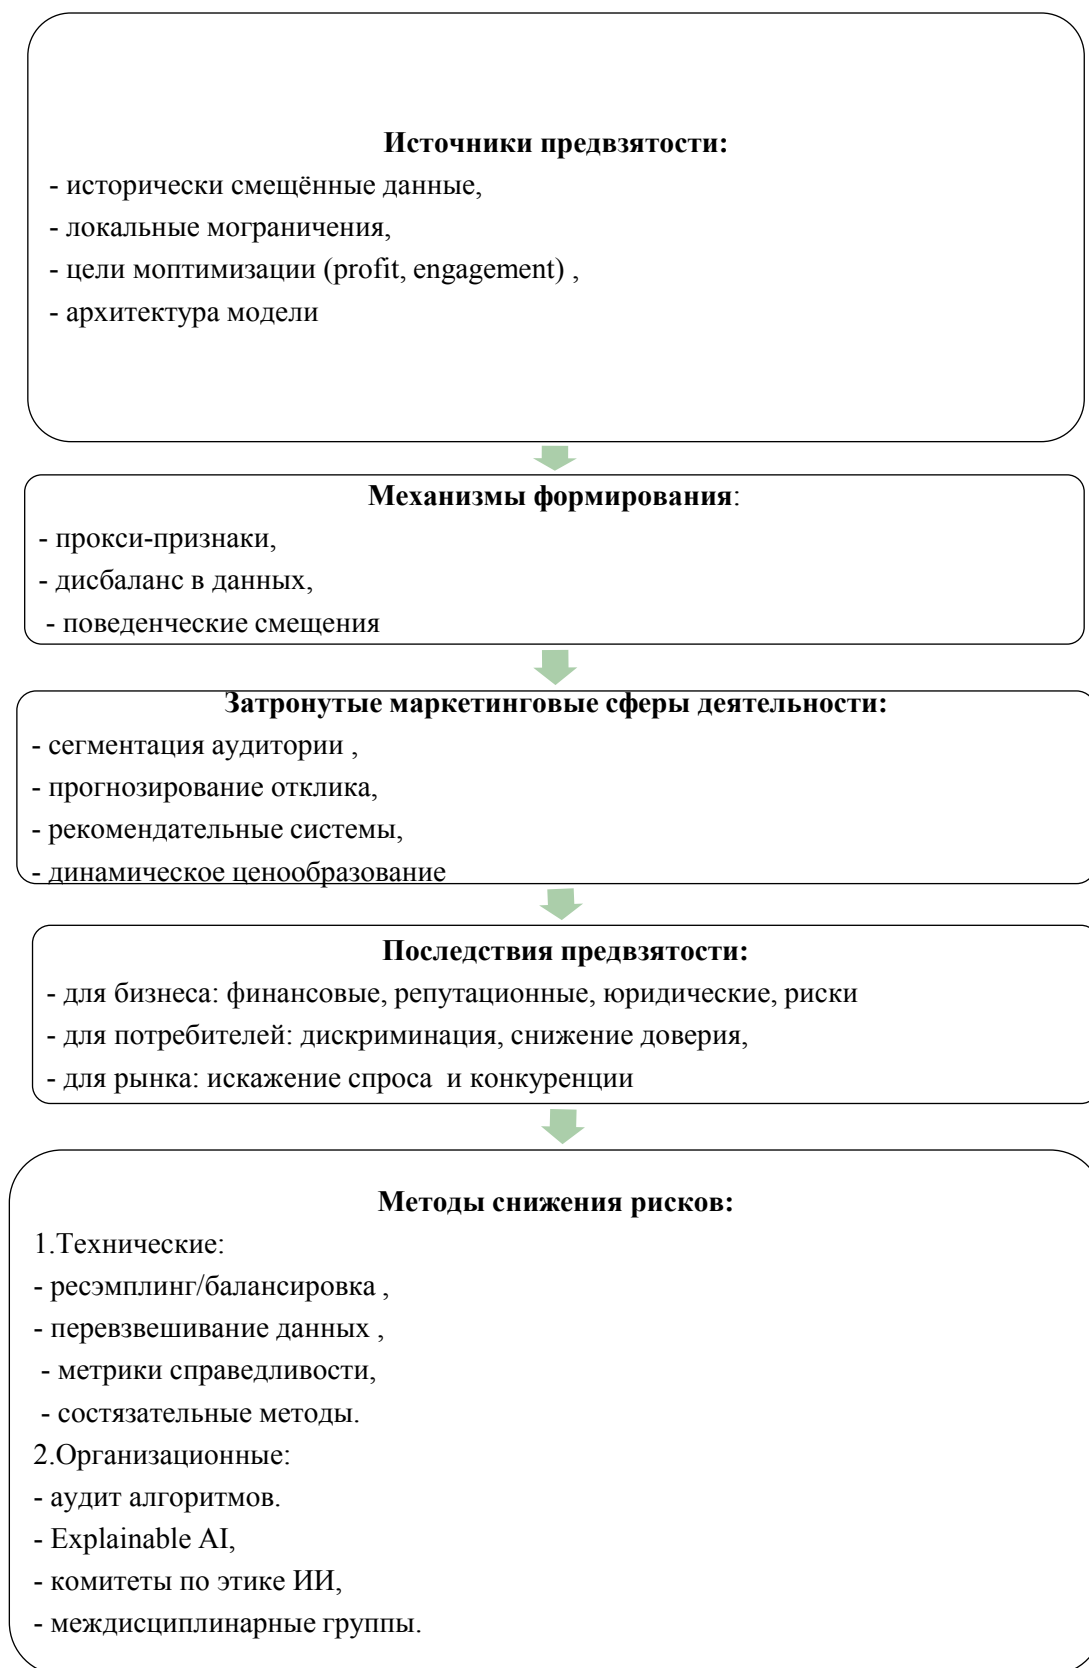 Источники предвзятости:
- исторически смещённые данные,
- локальные мограничения,
- цели моптимизации (profit, engagement) ,
- архитектура модели
Механизмы формирования:
- прокси-признаки,
- дисбаланс в данных,
- поведенческие смещения
Затронутые маркетинговые сферы деятельности:
- сегментация аудитории ,
- прогнозирование отклика,
- рекомендательные системы,
- динамическое ценообразование
Последствия предвзятости:
- для бизнеса: финансовые, репутационные, юридические, риски
- для потребителей: дискриминация, снижение доверия,
- для рынка: искажение спроса  и конкуренции
Методы снижения рисков:
1.Технические:
- ресэмплинг/балансировка ,
- перевзвешивание данных ,
- метрики справедливости,
- состязательные методы.
2.Организационные:
- аудит алгоритмов.
- Explainable AI,
- комитеты по этике ИИ,
- междисциплинарные группы.